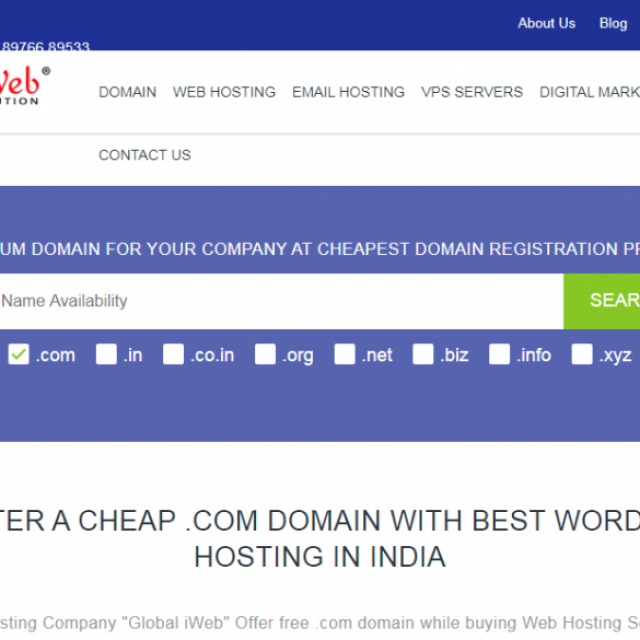 About Us Blog
89766 89533
Web®
UTION
DOMAIN WEB HOSTING EMAIL HOSTING VPS SERVERS DIGITAL MARK
CONTACT US
UM DOMAIN FOR YOUR COMPANY AT CHEAPEST DOMAIN REGISTRATION PR
Name Availability
SEAR
.com .in .co.in .org .net .biz .info .xyz
TER A CHEAP .COM DOMAIN WITH BEST WORD
HOSTING IN INDIA
sting Company "Global iWeb" Offer free .com domain while buying Web Hosting Se